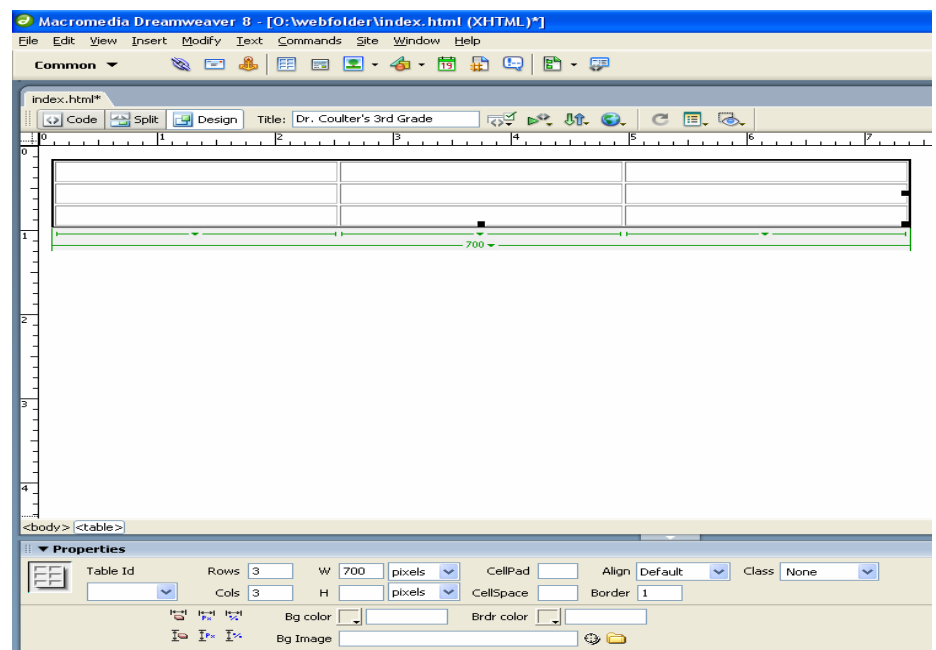 Macromedia Dreamweaver 8 - [O:\webfolder\index.html (XHTML)*]
File Edit View Insert Modify Text Commands Site Window Help
Common
19
index.html*
Code Split Design Title: Dr. Coulter's 3rd Grade
0 1 2 3 4 5 6 7
0
1
700
2
3
4
<body> <table>
Properties
Table Id Rows 3 W 700 pixels CellPad Align Default Class None
Cols 3 H pixels CellSpace Border 1
Bg color Brdr color
Bg Image